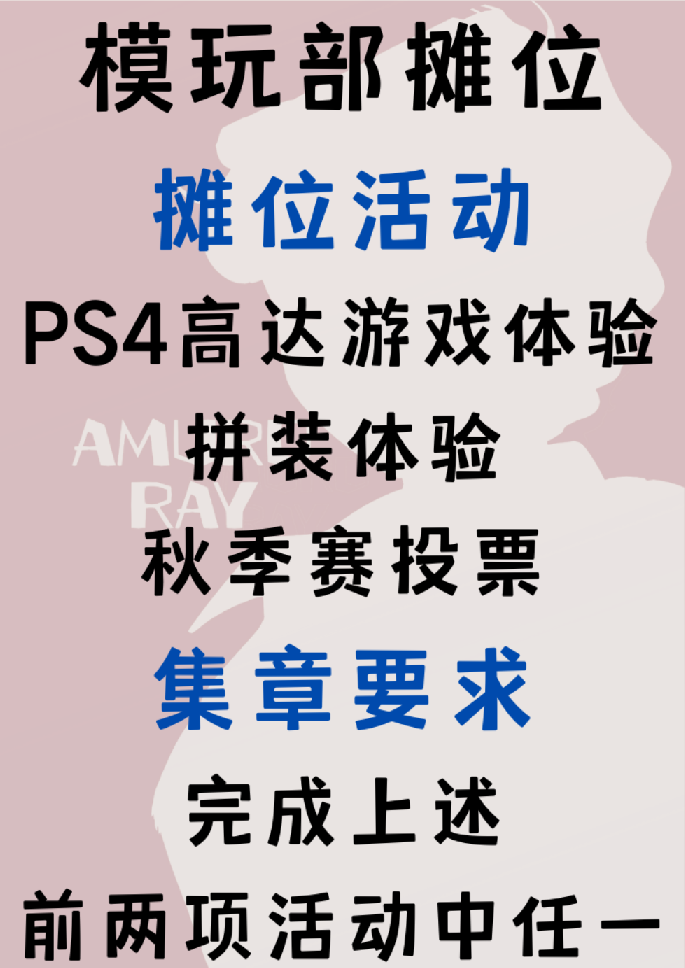 模玩部摊位
摊位活动
PS4高达游戏体验
拼装体验
AMURO
RAY
秋季赛投票
集章要求
完成上述
前两项活动中任一